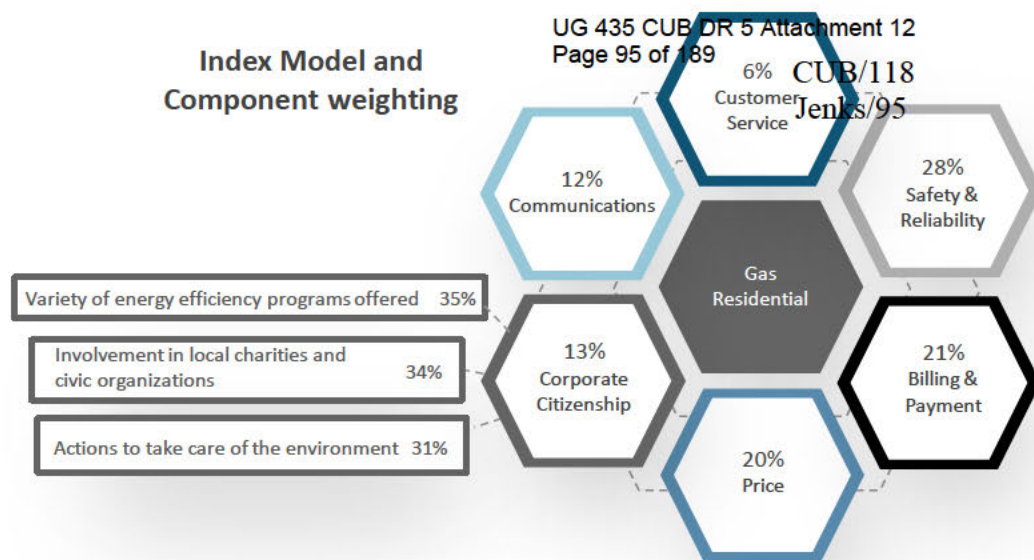 UG 435 CUB DR 5 Attachment 12
Page 95 of 189
CUB/118
Jenks/95
Index Model and
Component weighting
6%
Customer
Service
12%
Communications
28%
Safety &
Reliability
Gas
Residential
Variety of energy efficiency programs offered 35%
Involvement in local charities and
civic organizations 34%
Actions to take care of the environment 31%
13%
Corporate
Citizenship
21%
Billing &
Payment
20%
Price